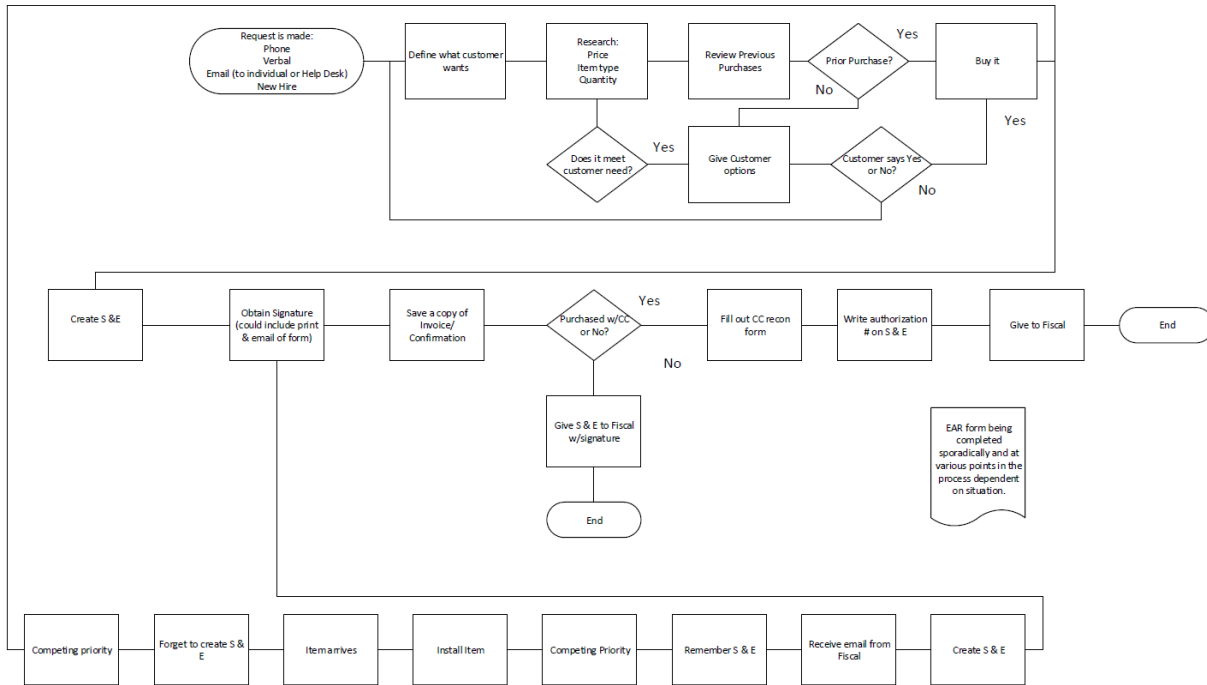 Request is made:
Phone
Verbal
Email (to individual or Help Desk)
New Hire
Define what customer
wants
Research:
Price
Item type
Quantity
Review Previous
Purchases
Prior Purchase?
Yes
No
Buy it
Yes
Does it meet
customer need?
Yes
Give Customer
options
Customer says Yes
or No?
No
Create S & E
Obtain Signature
(could include print
& email of form)
Save a copy of
Invoice/
Confirmation
Purchased w/CC
or No?
Yes
No
Fill out CC recon
form
Write authorization
# on S & E
Give to Fiscal
End
Give S & E to Fiscal
w/signature
End
EAR form being
completed
sporadically and at
various points in the
process dependent
on situation.
Competing priority
Forget to create S &
E
Item arrives
Install Item
Competing Priority
Remember S & E
Receive email from
Fiscal
Create S & E